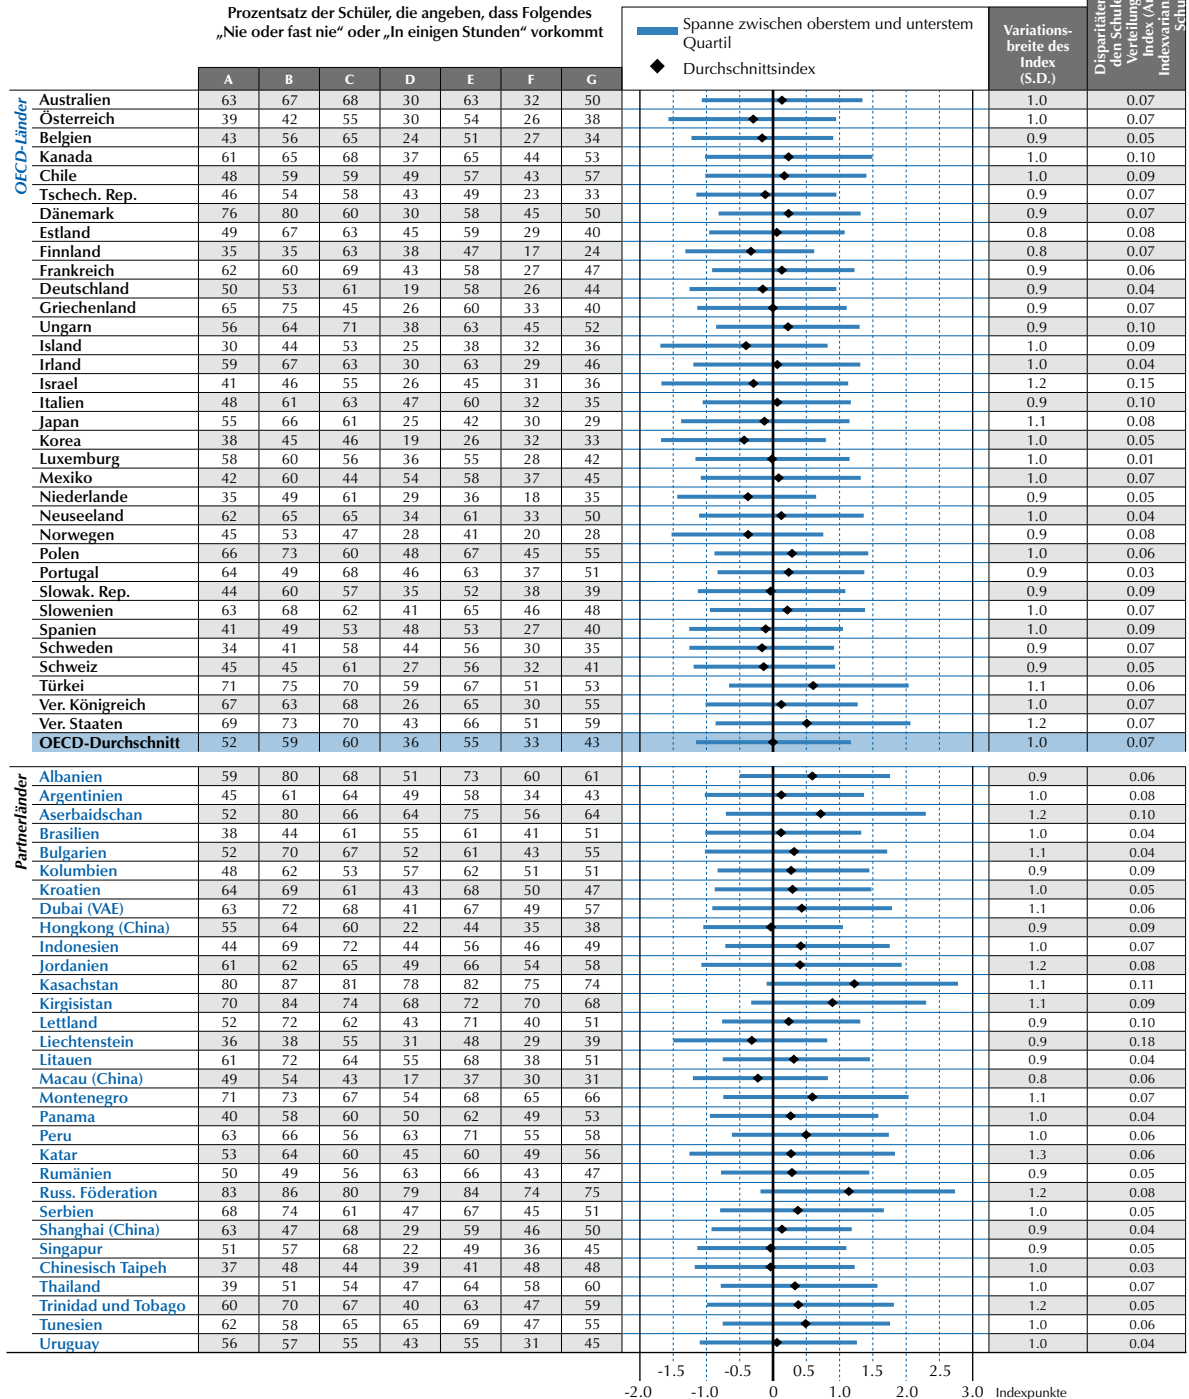 Prozentsatz der Schüler, die angeben, dass Folgendes
„Nie oder fast nie“ oder „In einigen Stunden“ vorkommt
Spanne zwischen oberstem und unterstem
Quartil
Durchschnittsindex
Variations-
breite des
Index
(S.D.)
Disparitäten
den Schule
Verteilung
Index (An
Indexvarian
Schu
A B C D E F G
OECD-Länder
Australien 63 67 68 30 63 32 50 1.0 0.07
Österreich 39 42 55 30 54 26 38 1.0 0.07
Belgien 43 56 65 24 51 27 34 0.9 0.05
Kanada 61 65 68 37 65 44 53 1.0 0.10
Chile 48 59 59 49 57 43 57 1.0 0.09
Tschech. Rep. 46 54 58 43 49 23 33 0.9 0.07
Dänemark 76 80 60 30 58 45 50 0.9 0.07
Estland 49 67 63 45 59 29 40 0.8 0.08
Finnland 35 35 63 38 47 17 24 0.8 0.07
Frankreich 62 60 69 43 58 27 47 0.9 0.06
Deutschland 50 53 61 19 58 26 44 0.9 0.04
Griechenland 65 75 45 26 60 33 40 0.9 0.07
Ungarn 56 64 71 38 63 45 52 0.9 0.10
Island 30 44 53 25 38 32 36 1.0 0.09
Irland 59 67 63 30 63 29 46 1.0 0.04
Israel 41 46 55 26 45 31 36 1.2 0.15
Italien 48 61 63 47 60 32 35 0.9 0.10
Japan 55 66 61 25 42 30 29 1.1 0.08
Korea 38 45 46 19 26 32 33 1.0 0.05
Luxemburg 58 60 56 36 55 28 42 1.0 0.01
Mexiko 42 60 44 54 58 37 45 1.0 0.07
Niederlande 35 49 61 29 36 18 35 0.9 0.05
Neuseeland 62 65 65 34 61 33 50 1.0 0.04
Norwegen 45 53 47 28 41 20 28 0.9 0.08
Polen 66 73 60 48 67 45 55 1.0 0.06
Portugal 64 49 68 46 63 37 51 0.9 0.03
Slowak. Rep. 44 60 57 35 52 38 39 0.9 0.09
Slowenien 63 68 62 41 65 46 48 1.0 0.07
Spanien 41 49 53 48 53 27 40 1.0 0.09
Schweden 34 41 58 44 56 30 35 0.9 0.07
Schweiz 45 45 61 27 56 32 41 0.9 0.05
Türkei 71 75 70 59 67 51 53 1.1 0.06
Ver. Königreich 67 63 68 26 65 30 55 1.0 0.07
Ver. Staaten 69 73 70 43 66 51 59 1.2 0.07
OECD-Durchschnitt 52 59 60 36 55 33 43 1.0 0.07
Partnerländer
Albanien 59 80 68 51 73 60 61 0.9 0.06
Argentinien 45 61 64 49 58 34 43 1.0 0.08
Aserbaidschan 52 80 66 64 75 56 64 1.2 0.10
Brasilien 38 44 61 55 61 41 51 1.0 0.04
Bulgarien 52 70 67 52 61 43 55 1.1 0.04
Kolumbien 48 62 53 57 62 51 51 0.9 0.09
Kroatien 64 69 61 43 68 50 47 1.0 0.05
Dubai (VAE) 63 72 68 41 67 49 57 1.1 0.06
Hongkong (China) 55 64 60 22 44 35 38 0.9 0.09
Indonesien 44 69 72 44 56 46 49 1.0 0.07
Jordanien 61 62 65 49 66 54 58 1.2 0.08
Kasachstan 80 87 81 78 82 75 74 1.1 0.11
Kirgisistan 70 84 74 68 72 70 68 1.1 0.09
Lettland 52 72 62 43 71 40 51 0.9 0.10
Liechtenstein 36 38 55 31 48 29 39 0.9 0.18
Litauen 61 72 64 55 68 38 51 0.9 0.04
Macau (China) 49 54 43 17 37 30 31 0.8 0.06
Montenegro 71 73 67 54 68 65 66 1.1 0.07
Panama 40 58 60 50 62 49 53 1.0 0.04
Peru 63 66 56 63 71 55 58 1.0 0.06
Katar 53 64 60 45 60 49 56 1.3 0.06
Rumänien 50 49 56 63 66 43 47 0.9 0.05
Russ. Föderation 83 86 80 79 84 74 75 1.2 0.08
Serbien 68 74 61 47 67 45 51 1.0 0.05
Shanghai (China) 63 47 68 29 59 46 50 0.9 0.04
Singapur 51 57 68 22 49 36 45 0.9 0.05
Chinesisch Taipeh 37 48 44 39 41 48 48 1.0 0.03
Thailand 39 51 54 47 64 58 60 1.0 0.07
Trinidad und Tobago 60 70 67 40 63 47 59 1.2 0.05
Tunesien 62 58 65 65 69 47 55 1.0 0.06
Uruguay 56 57 55 43 55 31 45 1.0 0.04
-1.5 -0.5 0.5 1.5 2.5
-2.0 -1.0 0 1.0 2.0 3.0 Indexpunkte